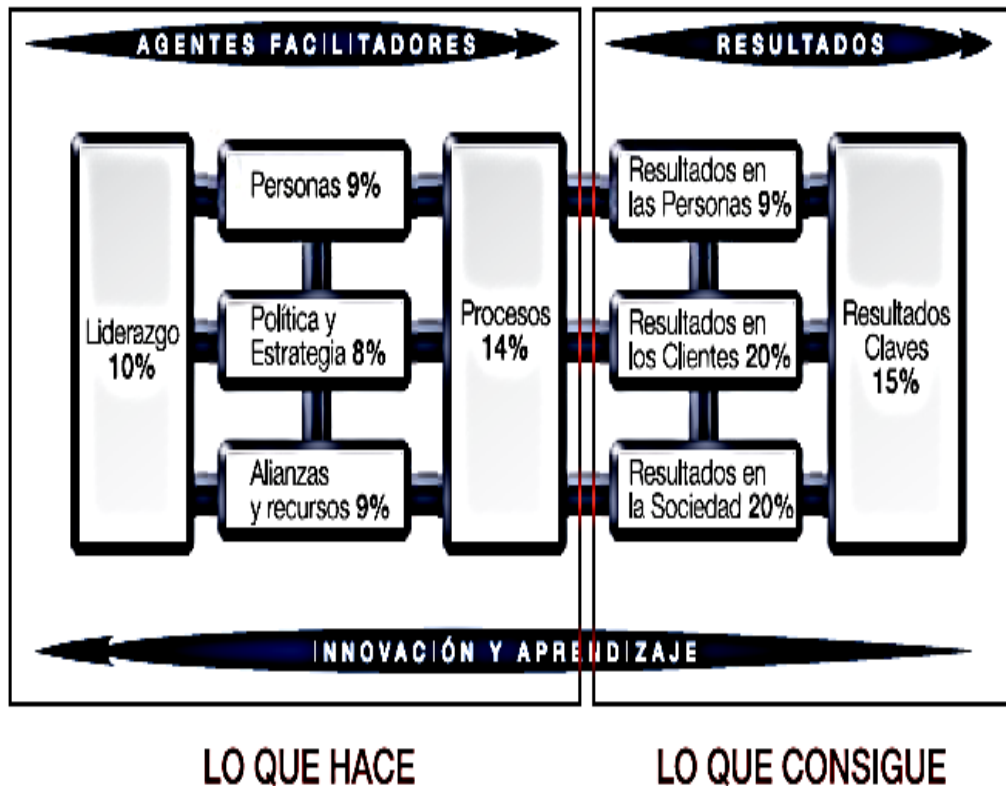 AGENTES FACILITADORES
RESULTADOS
Liderazgo
10%
Personas 9%
Política y
Estrategia 8%
Alianzas
y recursos 9%
Procesos
14%
Resultados en
las Personas 9%
Resultados en
los Clientes 20%
Resultados en
la Sociedad 20%
Resultados
Claves
15%
INNOVACIÓN Y APRENDIZAJE
LO QUE HACE
LO QUE CONSIGUE